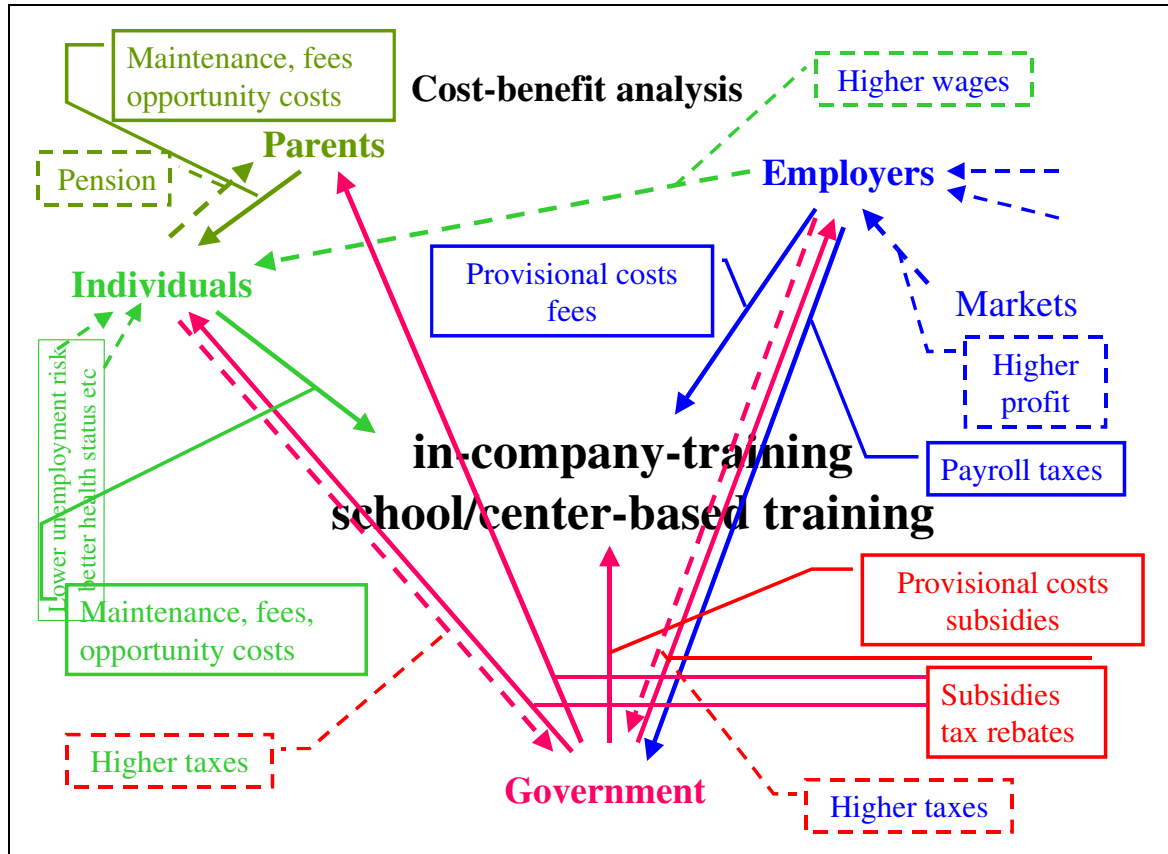 Maintenance, fees
opportunity costs
Cost-benefit analysis
Higher wages
Parents
Pension
Employers
Individuals
Provisional costs
fees
Markets
Higher
profit
Lower unemployment risk
better health status etc
in-company-training
school/center-based training
Payroll taxes
Provisional costs
subsidies
Maintenance, fees,
opportunity costs
Subsidies
tax rebates
Higher taxes
Government
Higher taxes